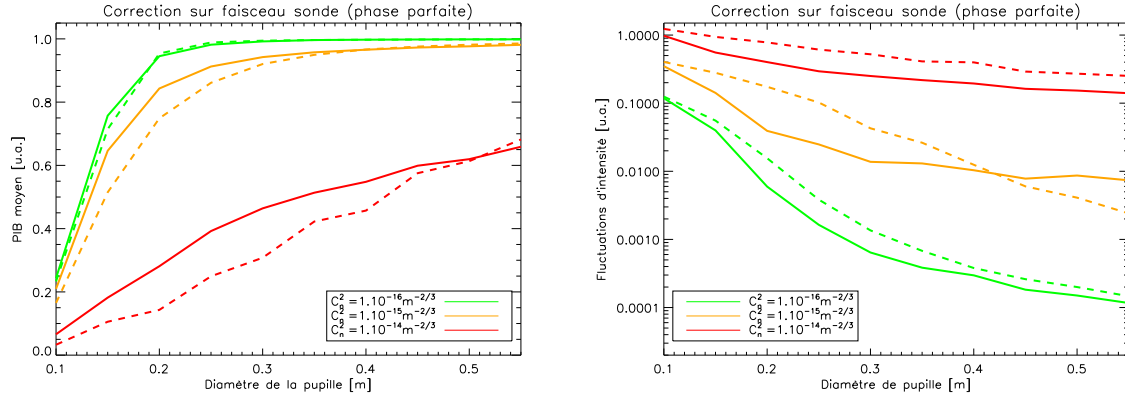 Correction sur faisceau sonde (phase parfaite)
PIB moyen [u.a.]
1.0
0.8
0.6
0.4
0.2
0.0
0.1 0.2 0.3 0.4 0.5
Diamétre de la pupille [m]
C²=1.10⁻¹⁶m⁻²/³
C²ₙ=1.10⁻¹⁵m⁻²/³
C²ₙ=1.10⁻¹⁴m⁻²/³
Correction sur faisceau sonde (phase parfaite)
Fluctuations d'intensité [u.a.]
1.0000
0.1000
0.0100
0.0010
0.0001
0.1 0.2 0.3 0.4 0.5
Diamétre de pupille [m]
C²=1.10⁻¹⁶m⁻²/³
C²ₙ=1.10⁻¹⁵m⁻²/³
C²ₙ=1.10⁻¹⁴m⁻²/³